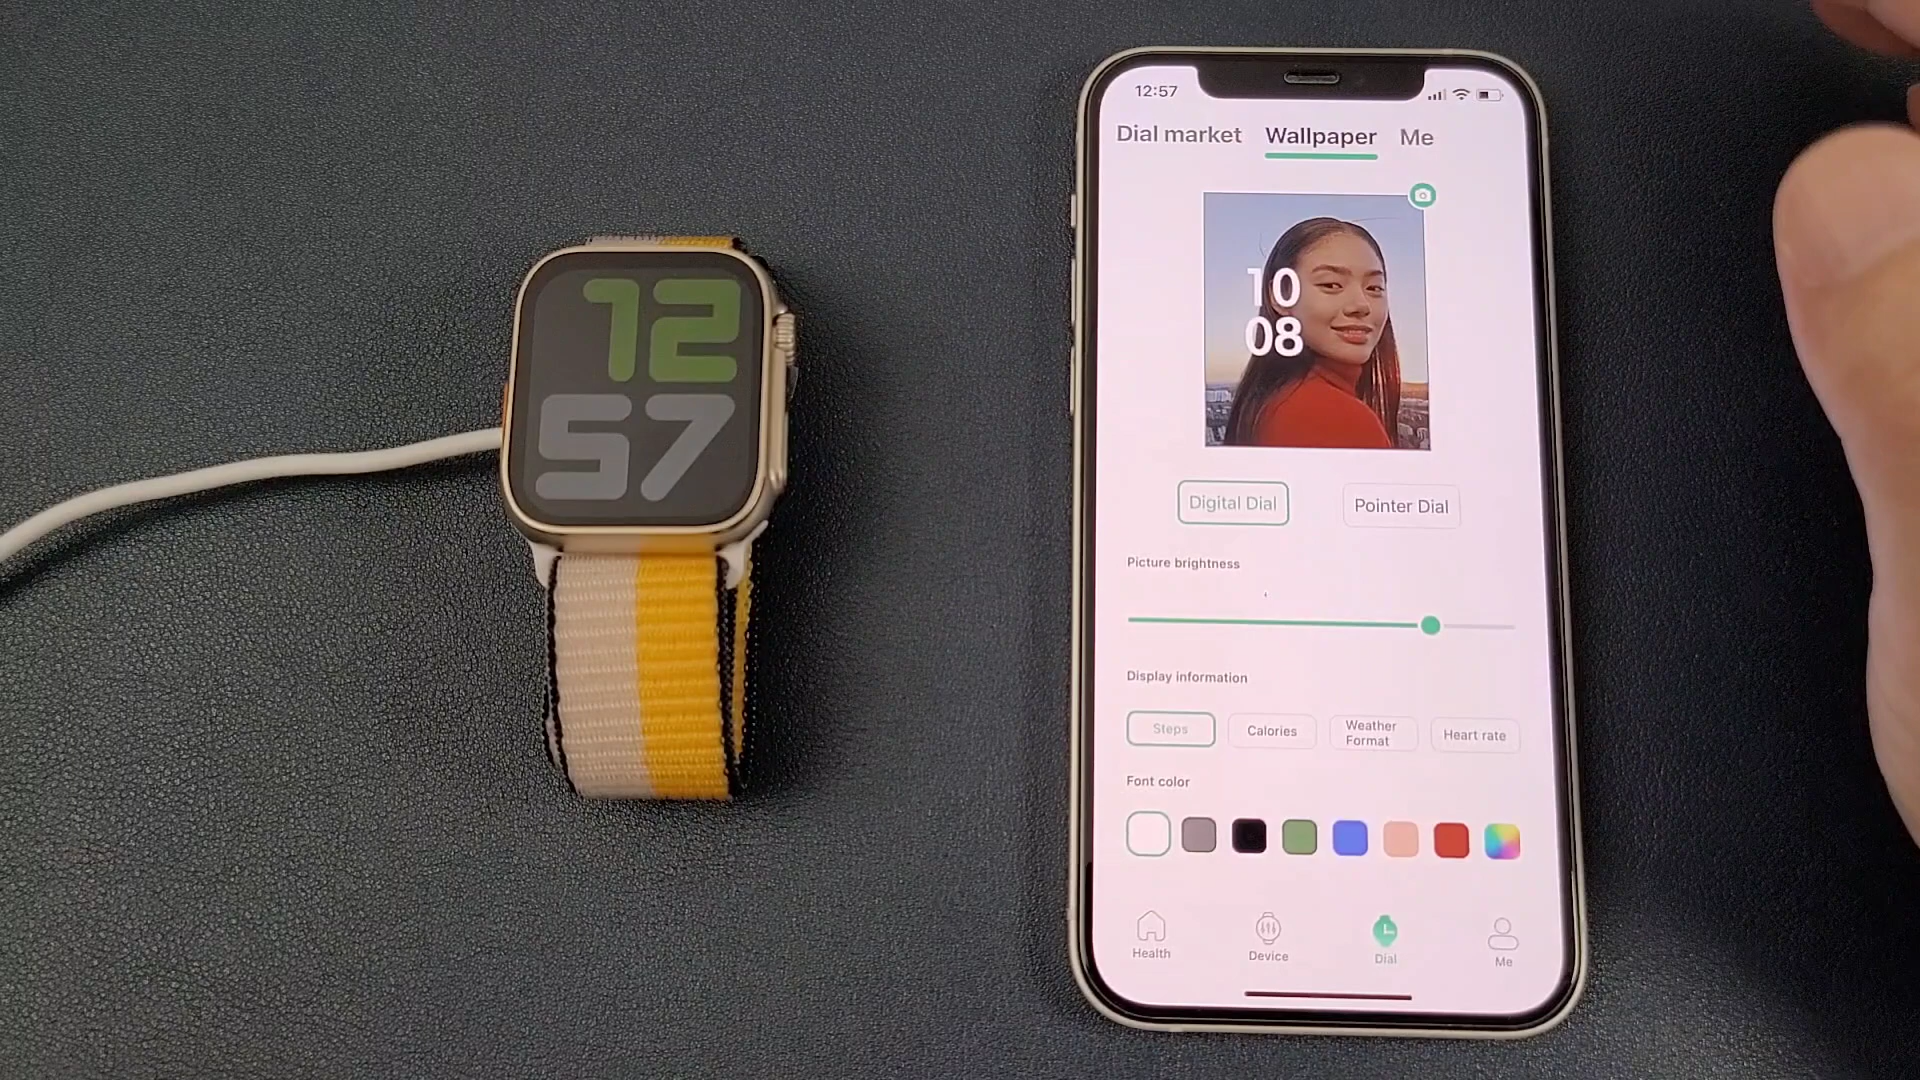 12
57
12:57
Dial market Wallpaper Me
10
08
Digital Dial Pointer Dial
Picture brightness
Display information
Steps Calories Weather Format Heart rate
Font color
Health Device Dial Me